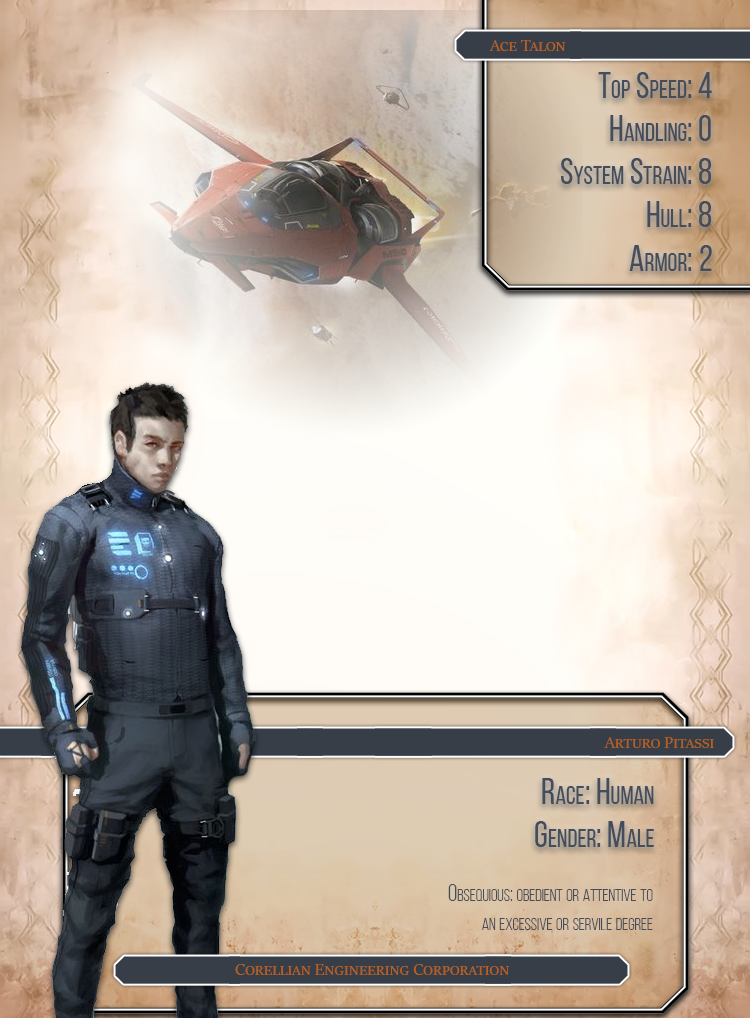 Ace Talon
Top Speed: 4
Handling: 0
System Strain: 8
Hull: 8
Armor: 2
Arturo Pitassi
Race: Human
Gender: Male
Obsequious: obedient or attentive to
an excessive or servile degree
Corellian Engineering Corporation